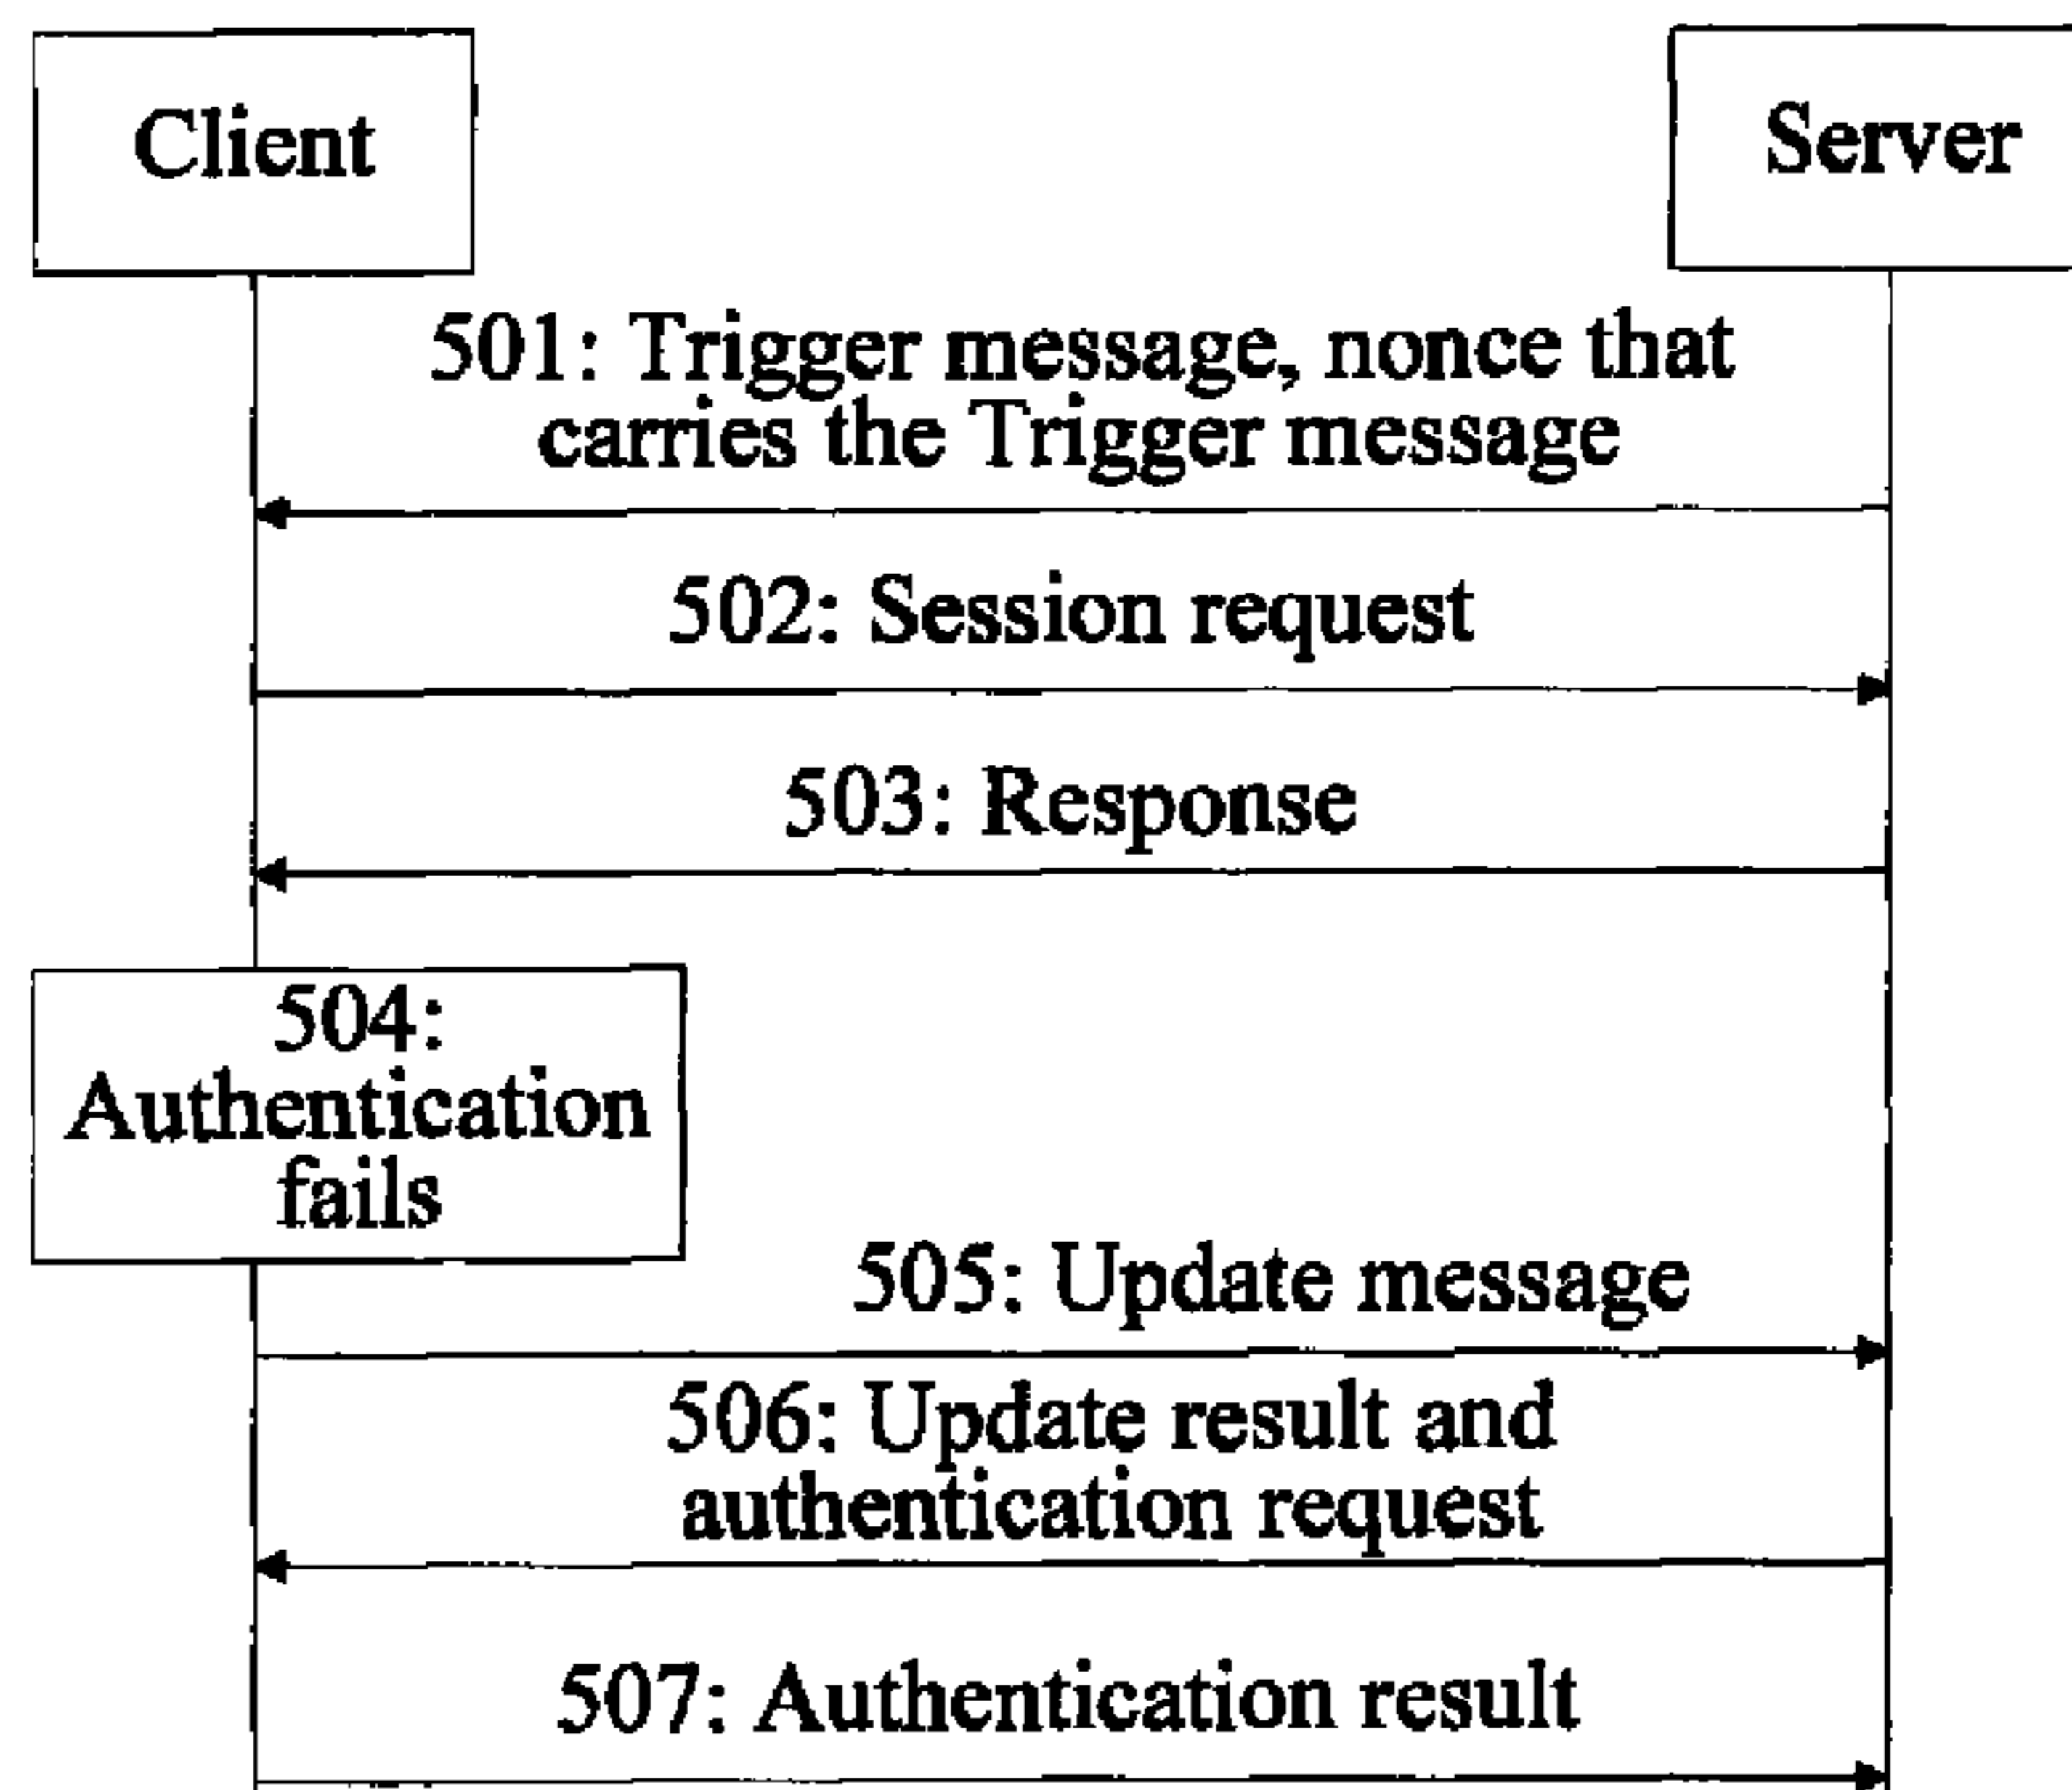 Client
Server
501: Trigger message, nonce that
carries the Trigger message
502: Session request
503: Response
504:
Authentication
fails
505: Update message
506: Update result and
authentication request
507: Authentication result